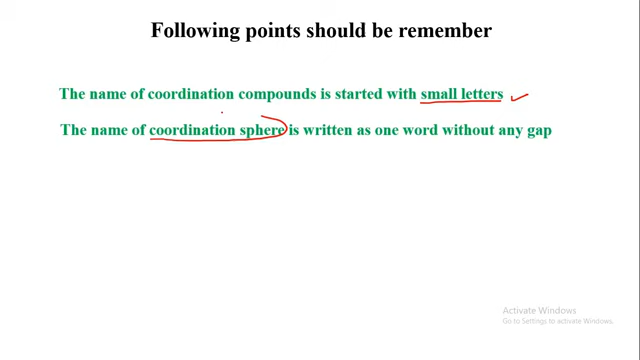 Following points should be remember
The name of coordination compounds is started with small letters
The name of coordination sphere is written as one word without any gap
Activate Windows
Go to Settings to activate Windows.